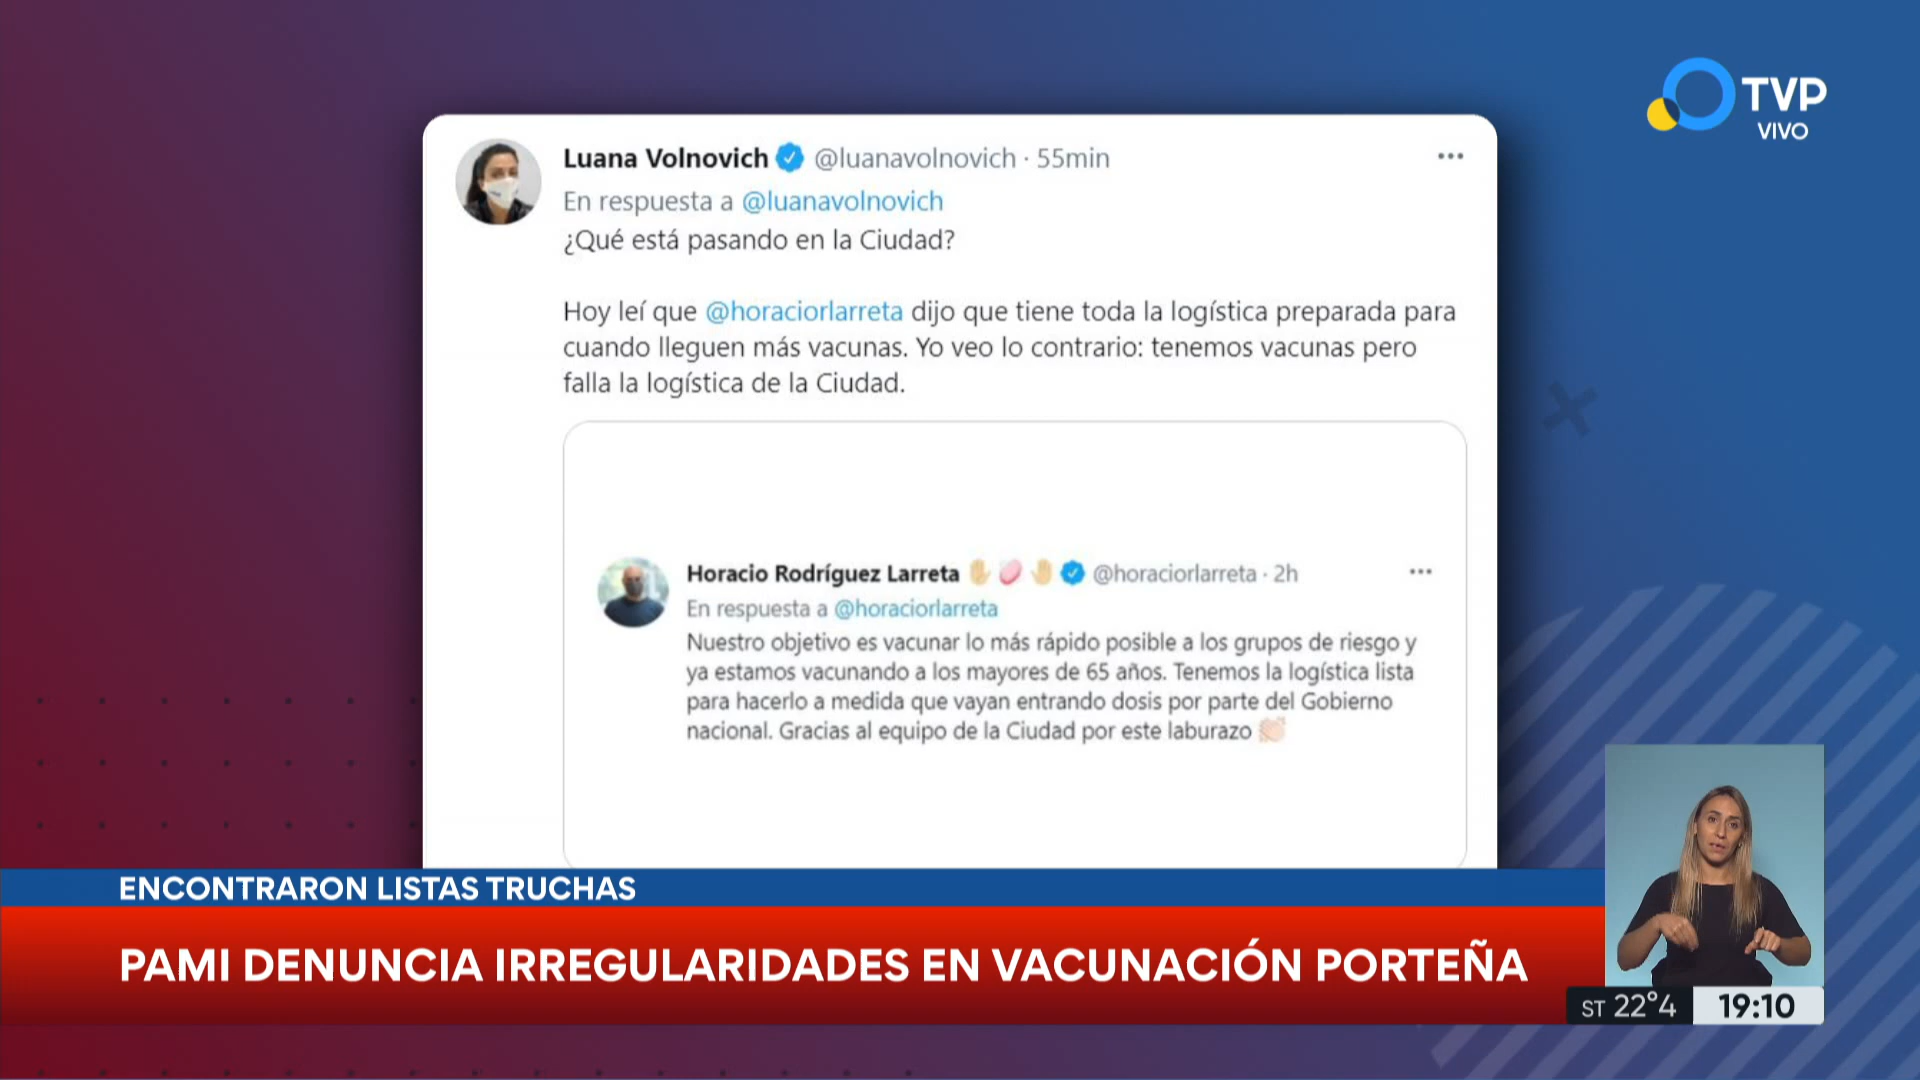 TVP
VIVO
Luana Volnovich @luanavolnovich · 55min
En respuesta a @luanavolnovich
¿Qué está pasando en la Ciudad?
Hoy leí que @horaciorlarreta dijo que tiene toda la logística preparada para
cuando lleguen más vacunas. Yo veo lo contrario: tenemos vacunas pero
falla la logística de la Ciudad.
Horacio Rodríguez Larreta @horaciorlarreta · 2h
En respuesta a @horaciorlarreta
Nuestro objetivo es vacunar lo más rápido posible a los grupos de riesgo y
ya estamos vacunando a los mayores de 65 años. Tenemos la logística lista
para hacerlo a medida que vayan entrando dosis por parte del Gobierno
nacional. Gracias al equipo de la Ciudad por este laburazo
ENCONTRARON LISTAS TRUCHAS
PAMI DENUNCIA IRREGULARIDADES EN VACUNACIÓN PORTEÑA
ST 22°4
19:10